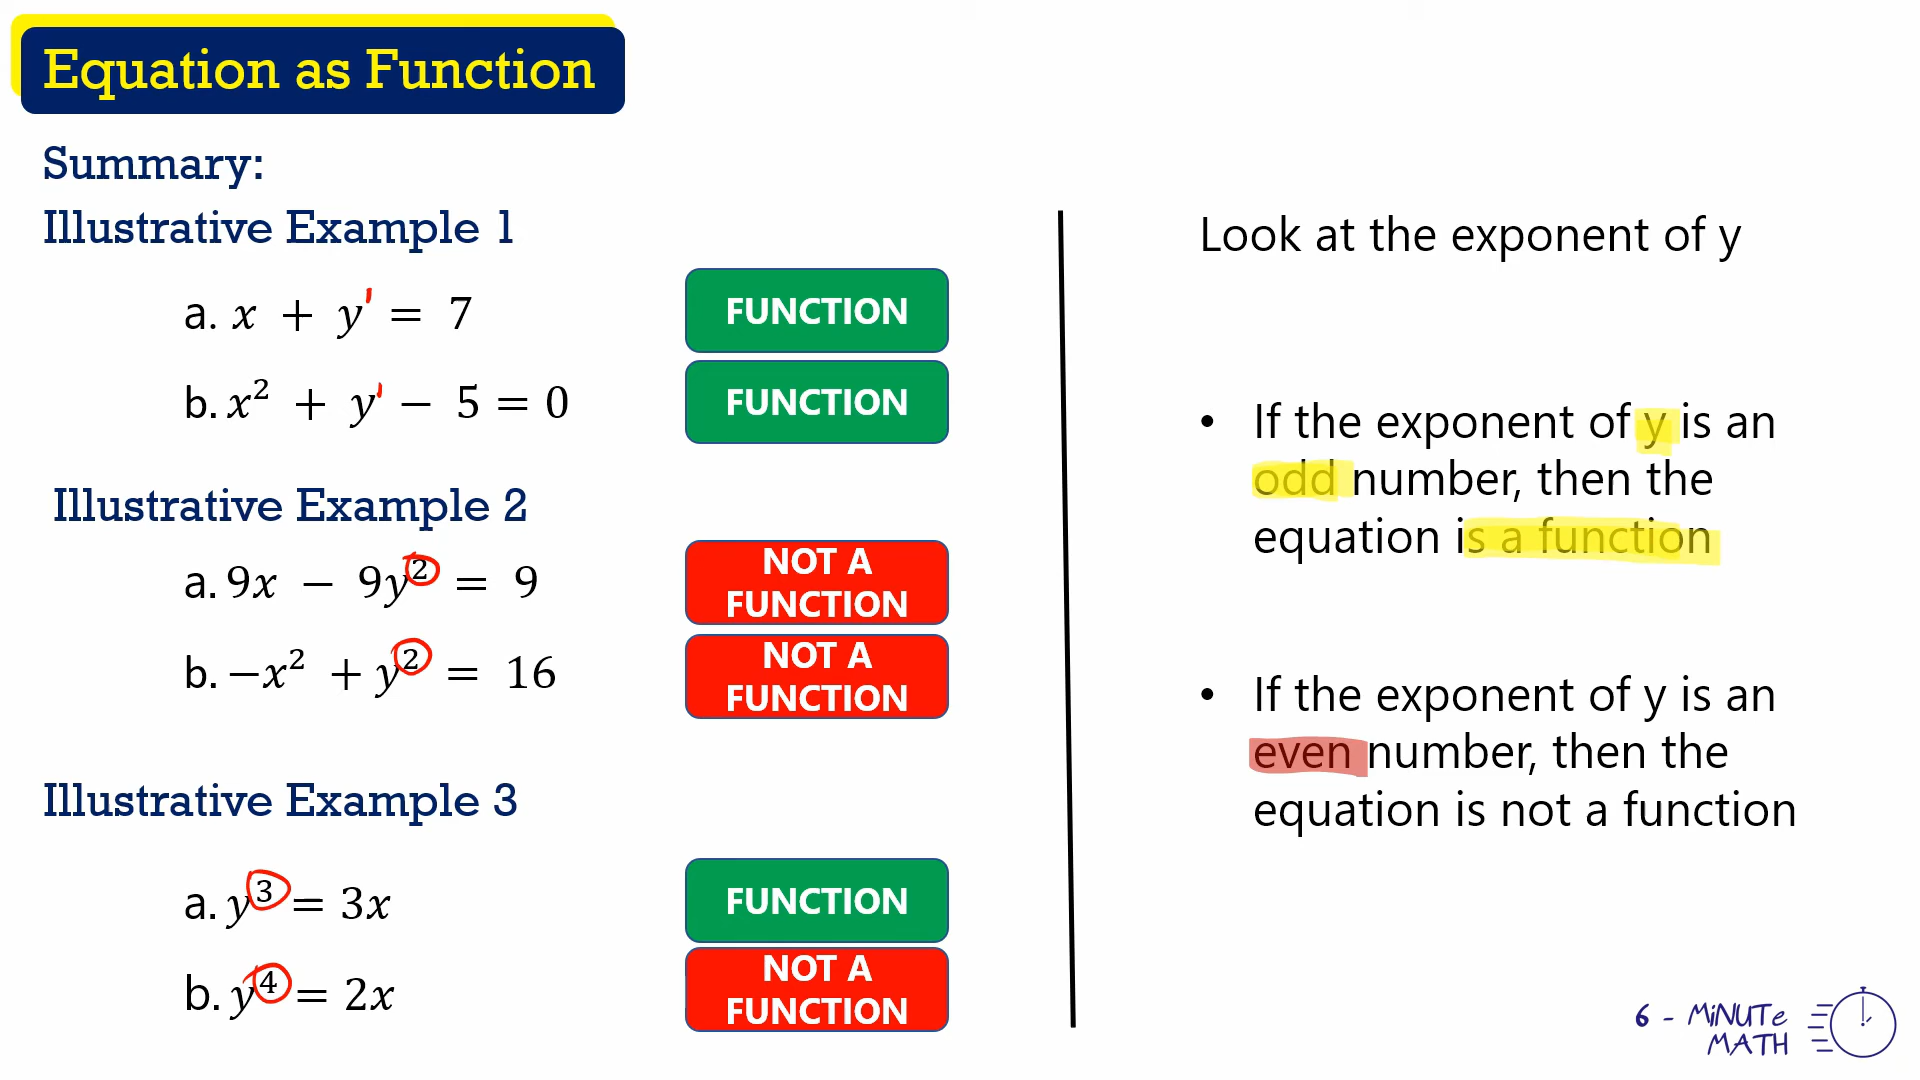 Equation as Function
Summary:
Illustrative Example 1
a. x + y' = 7
FUNCTION
b. x² + y' − 5 = 0
FUNCTION
Illustrative Example 2
a. 9x − 9y² = 9
NOT A
FUNCTION
b. −x² + y² = 16
NOT A
FUNCTION
Illustrative Example 3
a. y³ = 3x
FUNCTION
b. y⁴ = 2x
NOT A
FUNCTION
Look at the exponent of y
• If the exponent of y is an
odd number, then the
equation is a function
• If the exponent of y is an
even number, then the
equation is not a function
6 - MiNUTe
MATH